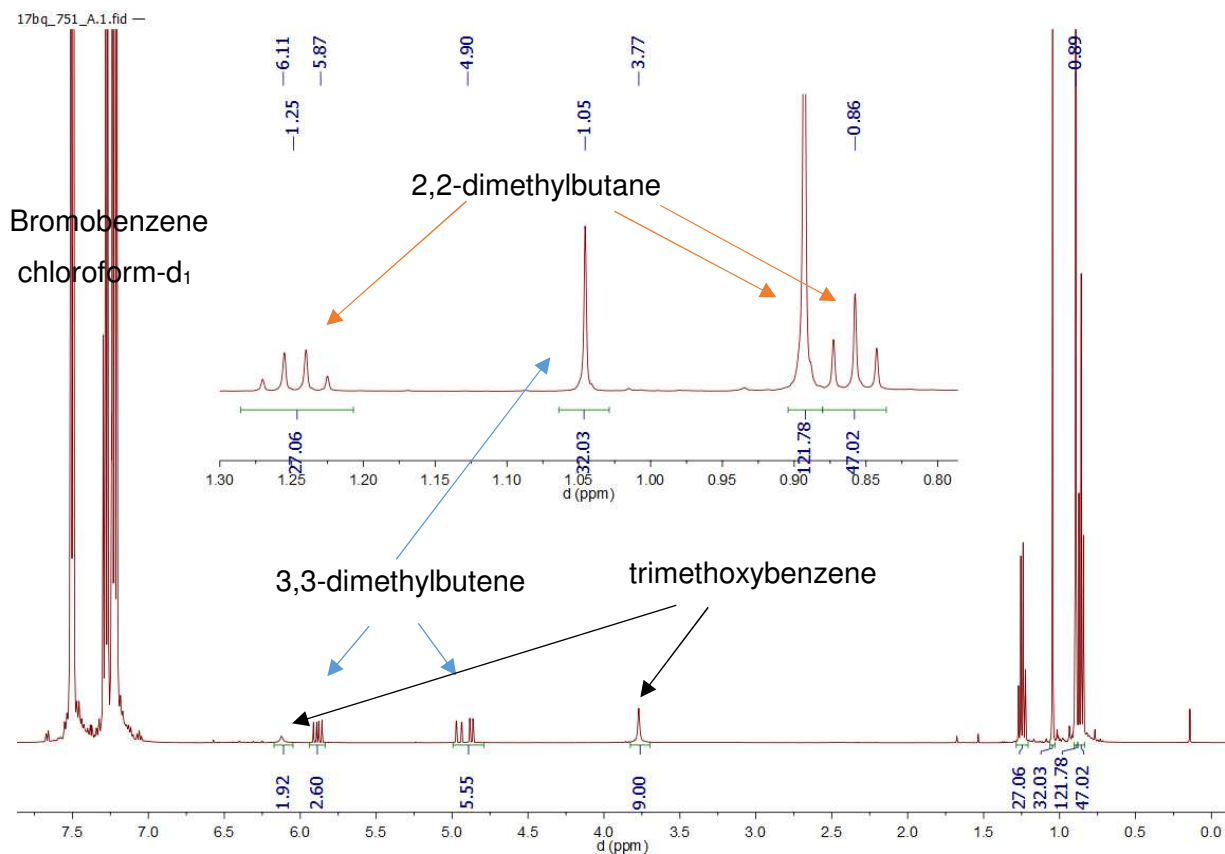 17bq_751_A.1.fid —
6.11
5.87
4.90
3.77
0.89
1.25
1.05
0.86
2,2-dimethylbutane
Bromobenzene
chloroform-d₁
27.06
32.03
121.78
47.02
1.30 1.25 1.20 1.15 1.10 1.05 1.00 0.95 0.90 0.85 0.80
d (ppm)
3,3-dimethylbutene
trimethoxybenzene
1.92
2.60
5.55
9.00
27.06
32.03
121.78
47.02
7.5 7.0 6.5 6.0 5.5 5.0 4.5 4.0 3.5 3.0 2.5 2.0 1.5 1.0 0.5 0.0
d (ppm)